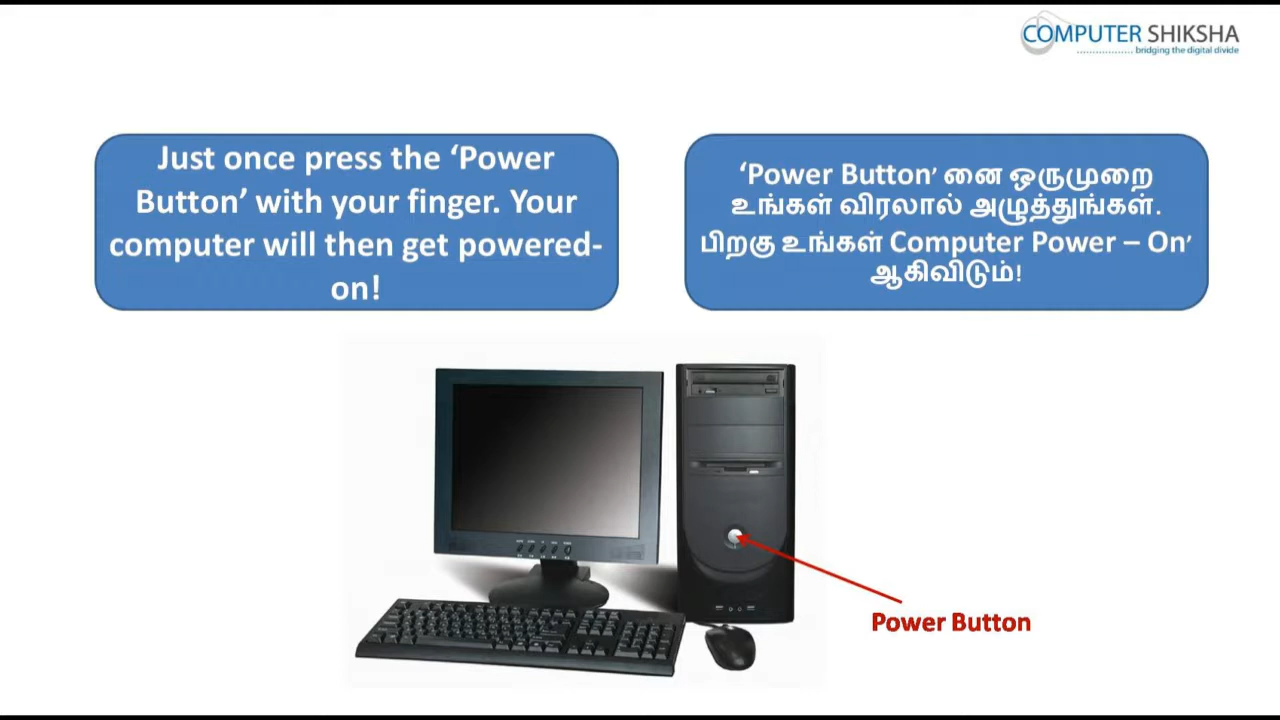 COMPUTER SHIKSHA
bridging the digital divide
Just once press the ‘Power
Button’ with your finger. Your
computer will then get powered-
on!
‘Power Button’ னை ஒருமுறை
உங்கள் விரலால் அழுத்துங்கள்.
பிறகு உங்கள் Computer Power – On’
ஆகிவிடும்!
Power Button